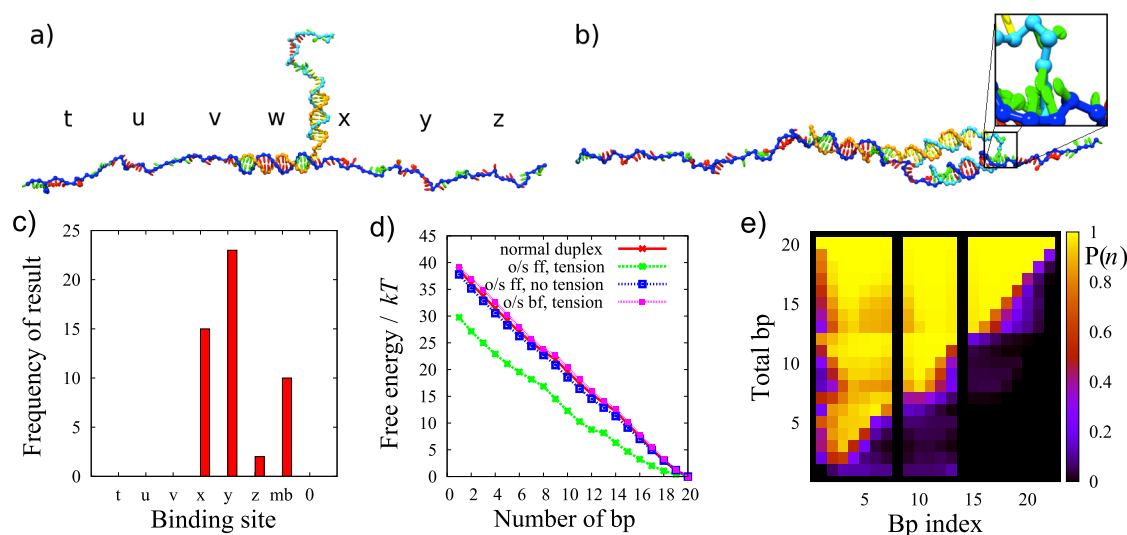 a)
t u v w x y z
b)
c)
Frequency of result
25
20
15
10
5
0
t u v x y z mb 0
Binding site
d)
Free energy / kT
45
40
35
30
25
20
15
10
5
0
normal duplex
o/s ff, tension
o/s ff, no tension
o/s bf, tension
0 2 4 6 8 10 12 14 16 18 20
Number of bp
e)
Total bp
20
15
10
5
5 10 15 20
Bp index
P(n)
1
0.8
0.6
0.4
0.2
0